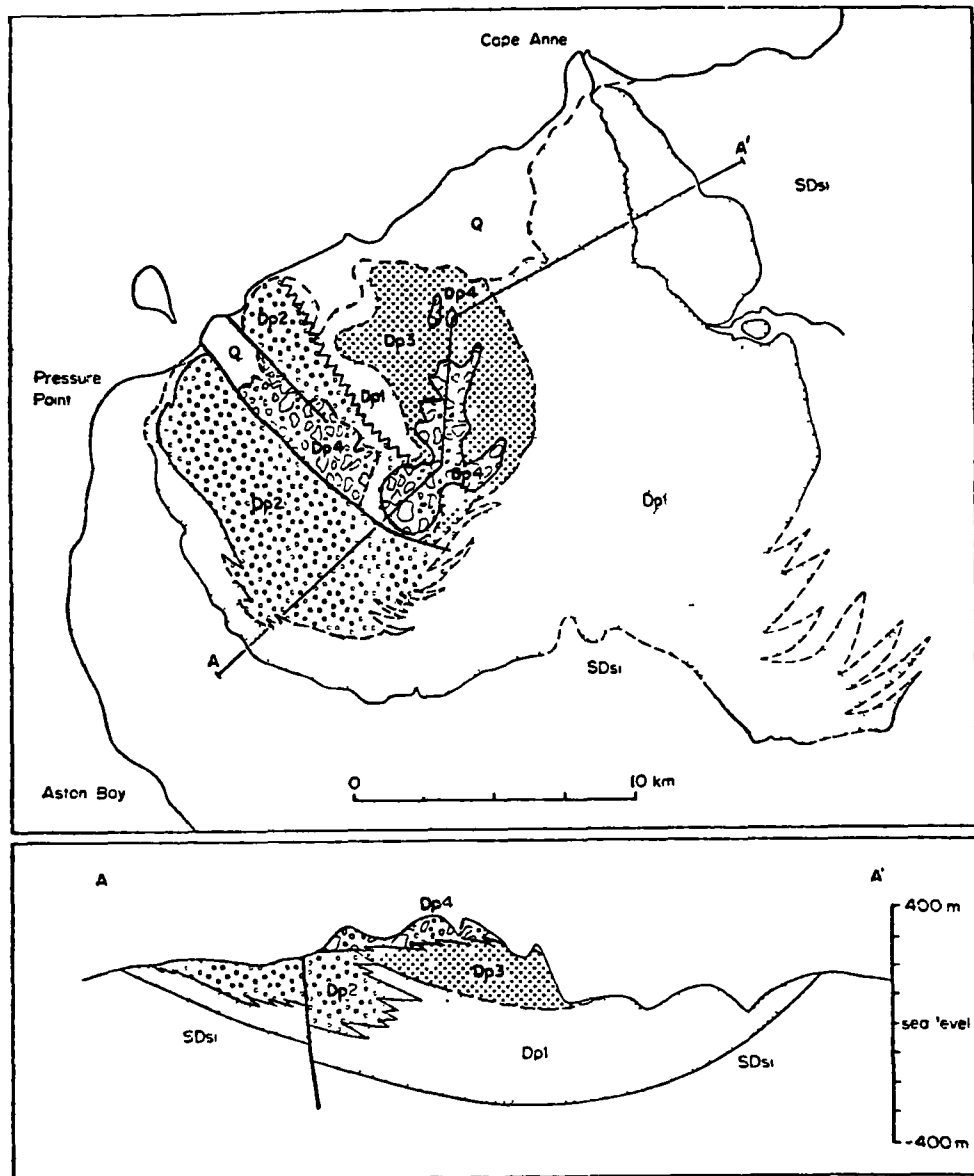 Cape Anne
A'
SDsi
Q
Dp4
Dp2
Dp3
Q
Pressure
Point
Dp1
Dp4
Dp4
Dp2
Dp1
A
SDsi
0 10 km
Aston Bay
A A'
Dp4 400 m
Dp3
Dp2
sea level
SDsi Dp1 SDsi
-400 m